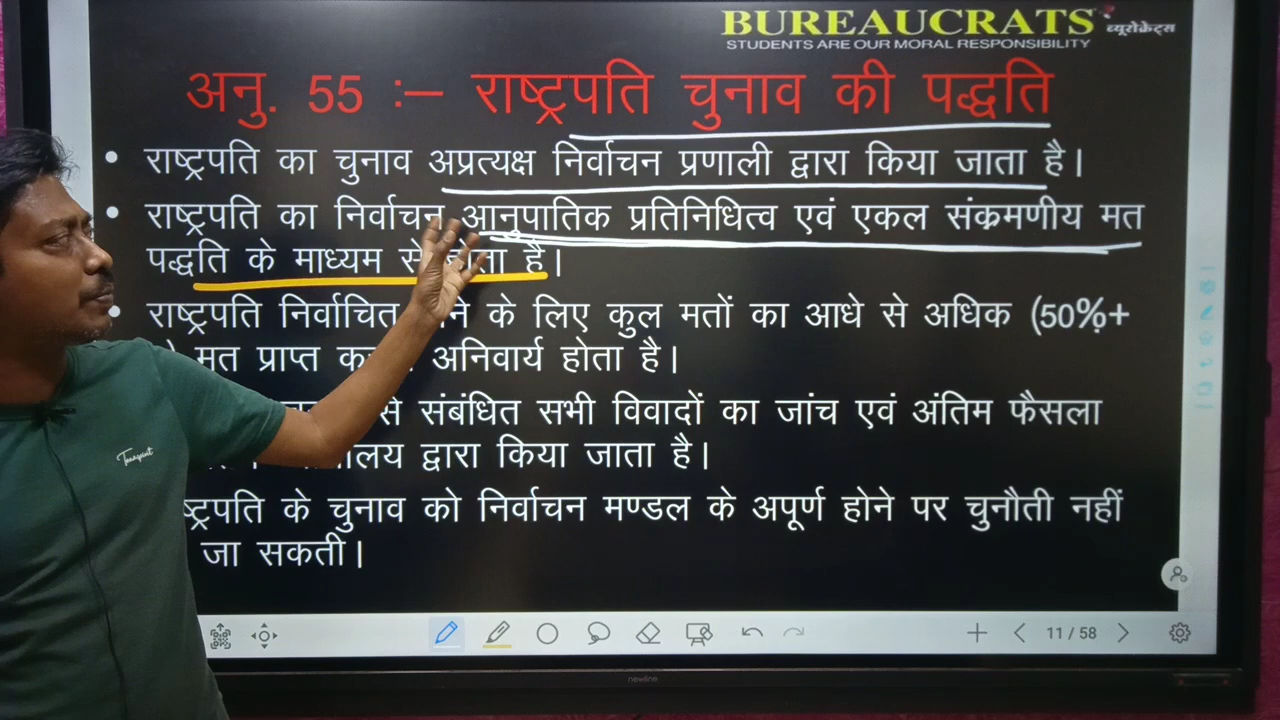 BUREAUCRATS ब्यूरोक्रेट्स
STUDENTS ARE OUR MORAL RESPONSIBILITY
अनु. 55 :– राष्ट्रपति चुनाव की पद्धति
• राष्ट्रपति का चुनाव अप्रत्यक्ष निर्वाचन प्रणाली द्वारा किया जाता है।
• राष्ट्रपति का निर्वाचन आनुपातिक प्रतिनिधित्व एवं एकल संक्रमणीय मत
पद्धति के माध्यम से होता है।
• राष्ट्रपति निर्वाचित के लिए कुल मतों का आधे से अधिक (50%+
मत प्राप्त अनिवार्य होता है।
से संबंधित सभी विवादों का जांच एवं अंतिम फैसला
द्वारा किया जाता है।
के चुनाव को निर्वाचन मण्डल के अपूर्ण होने पर चुनौती नहीं
जा सकती।
11 / 58
newline